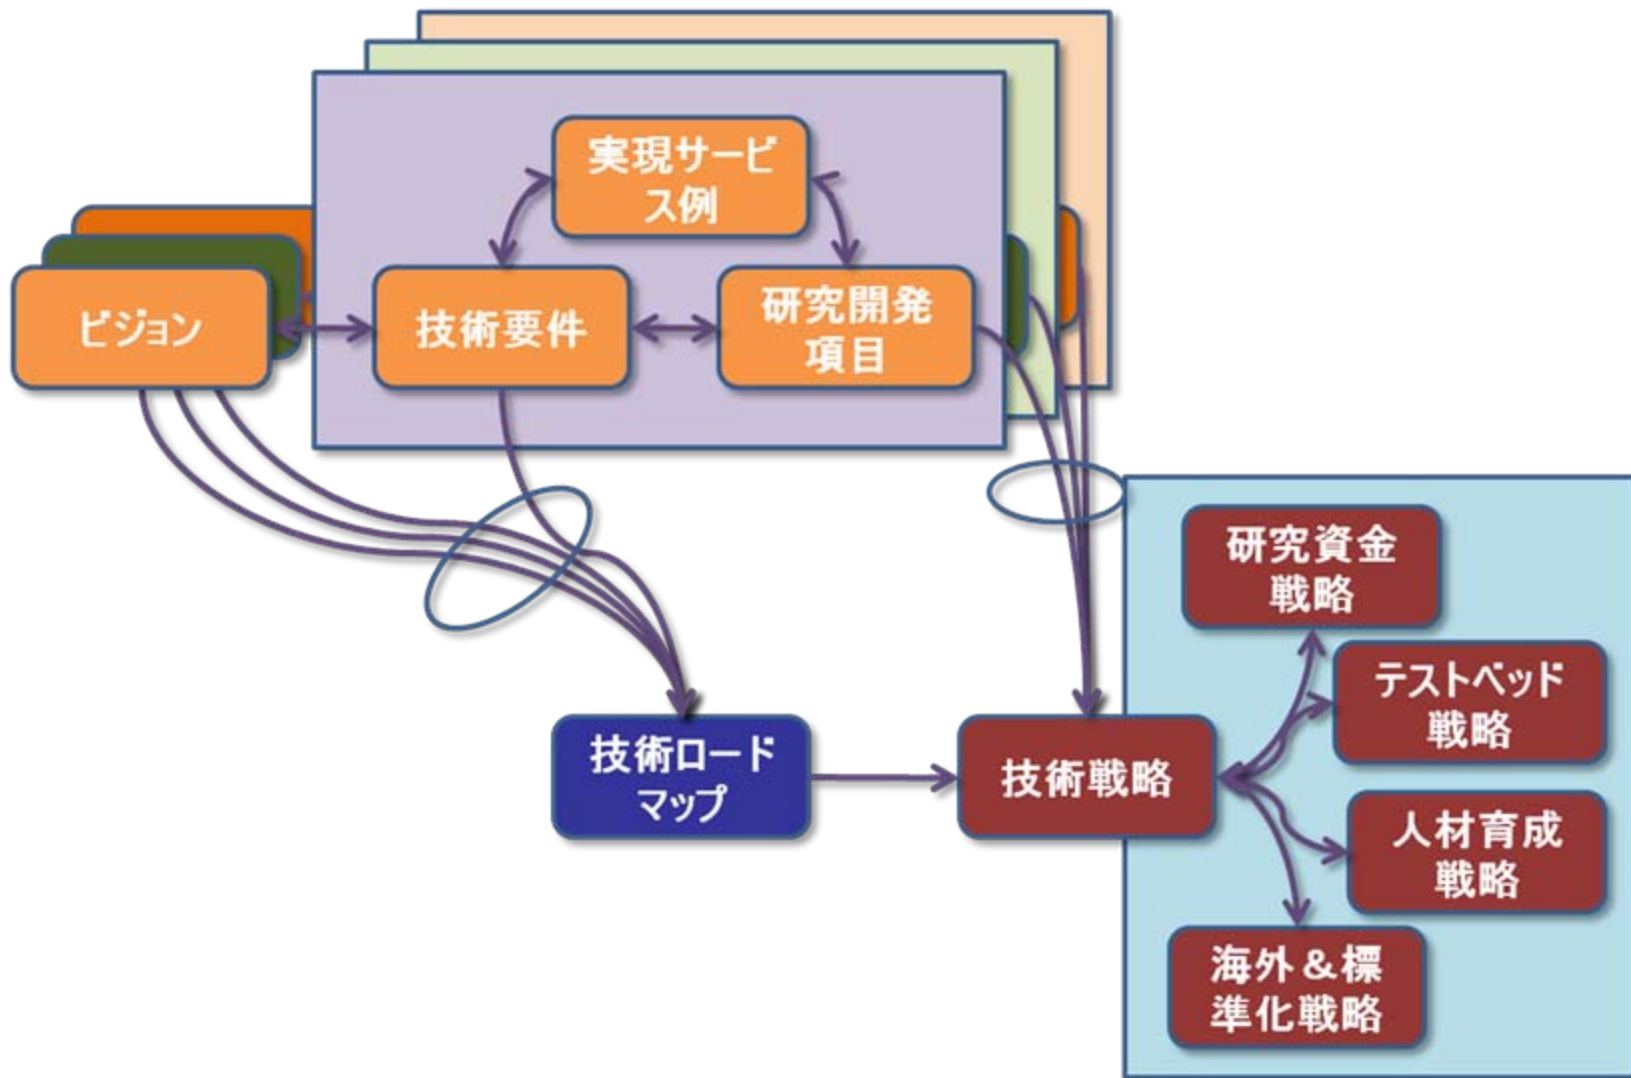 実現サービ
ス例
ビジョン
技術要件
研究開発
項目
研究資金
戦略
テストベッド
戦略
技術ロード
マップ
技術戦略
人材育成
戦略
海外＆標
準化戦略